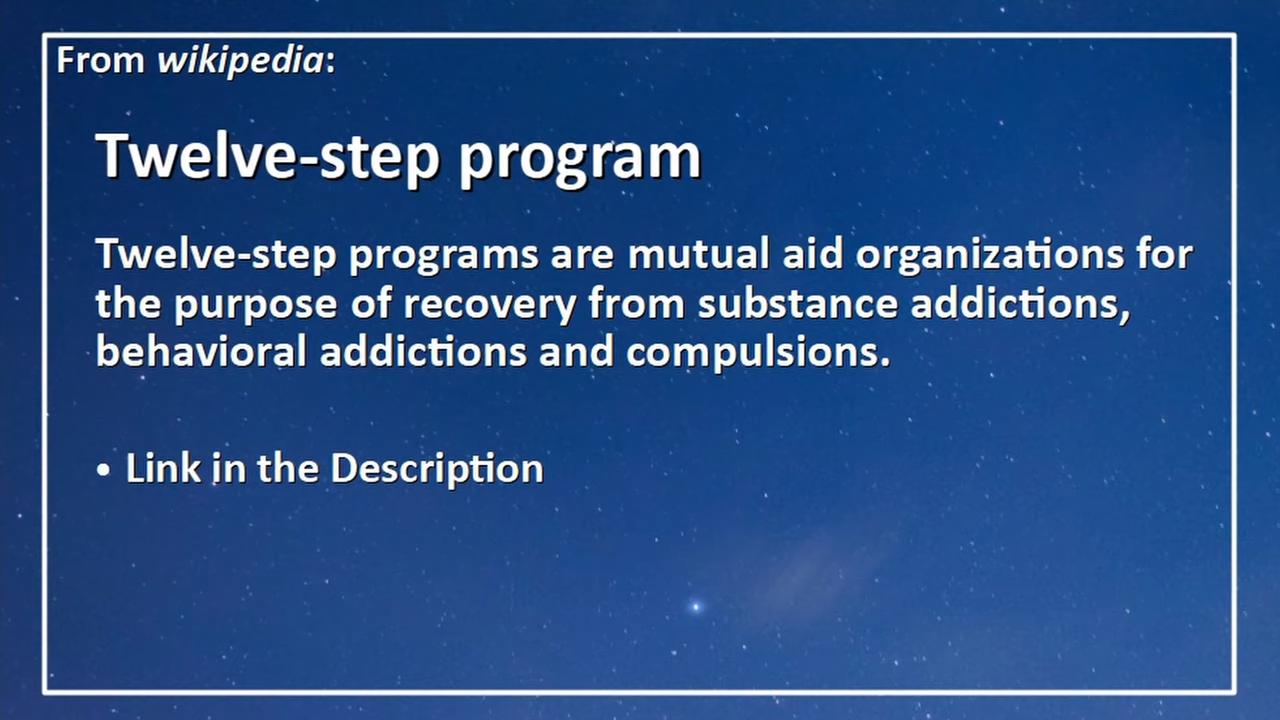 From wikipedia:
Twelve-step program
Twelve-step programs are mutual aid organizations for
the purpose of recovery from substance addictions,
behavioral addictions and compulsions.
• Link in the Description